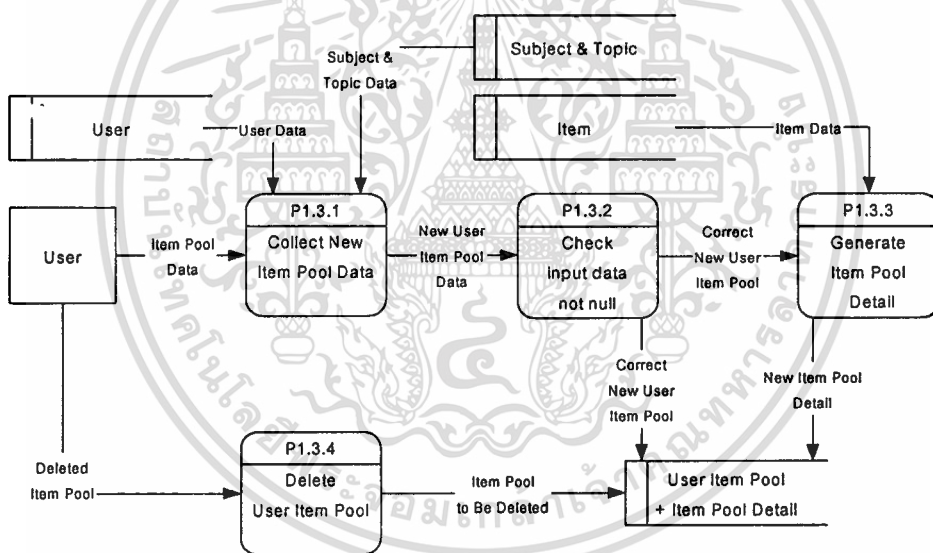 Subject & Topic
Subject &
Topic Data
User
User Data
Item
Item Data
P1.3.1
Collect New
Item Pool Data
P1.3.2
Check
input data
not null
P1.3.3
Generate
Item Pool
Detail
User
Item Pool
Data
New User
Item Pool
Data
Correct
New User
Item Pool
Correct
New User
Item Pool
New Item Pool
Detail
Deleted
Item Pool
P1.3.4
Delete
User Item Pool
Item Pool
to Be Deleted
User Item Pool
+ Item Pool Detail